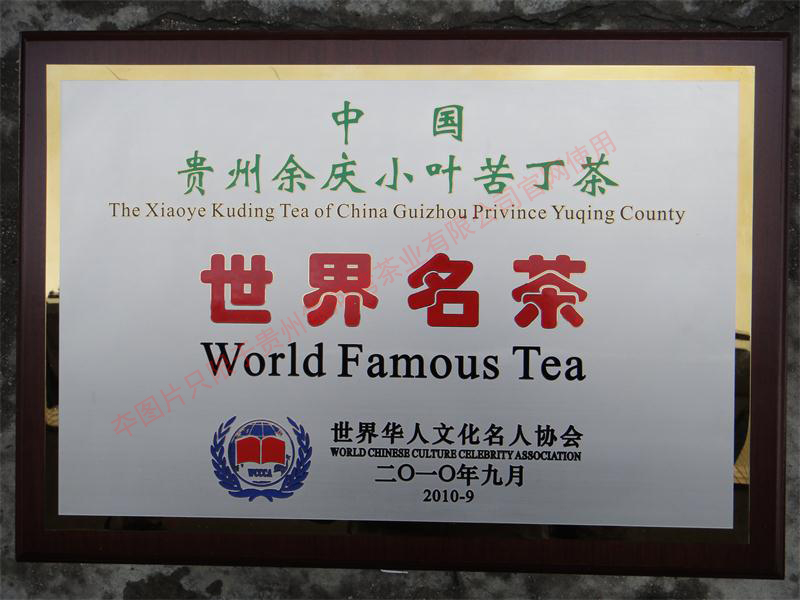 中国
贵州余庆小叶苦丁茶
The Xiaoye Kuding Tea of China Guizhou Privince Yuqing County
世界名茶
World Famous Tea
WCCCA
世界华人文化名人协会
WORLD CHINESE CULTURE CELEBRITY ASSOCIATION
二〇一〇年九月
2010-9